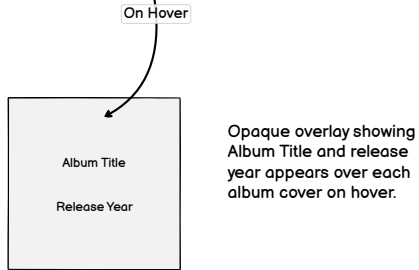 On Hover
Album Title
Release Year
Opaque overlay showing
Album Title and release
year appears over each
album cover on hover.